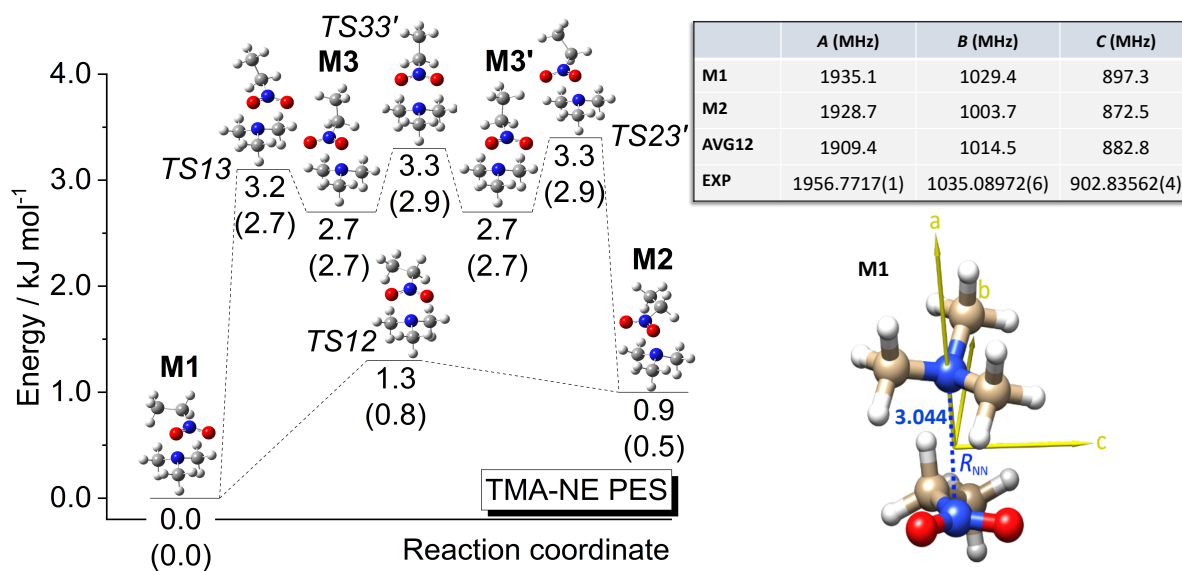 TS33′
M3
M3′
4.0
TS13
TS23′
3.2
(2.7)
2.7
(2.7)
3.3
(2.9)
2.7
(2.7)
3.3
(2.9)
3.0
2.0
1.0
0.0
Energy / kJ mol⁻¹
M1
0.0
(0.0)
TS12
1.3
(0.8)
M2
0.9
(0.5)
TMA-NE PES
Reaction coordinate
A (MHz) B (MHz) C (MHz)
M1 1935.1 1029.4 897.3
M2 1928.7 1003.7 872.5
AVG12 1909.4 1014.5 882.8
EXP 1956.7717(1) 1035.08972(6) 902.83562(4)
M1
a
b
c
3.044
RNN